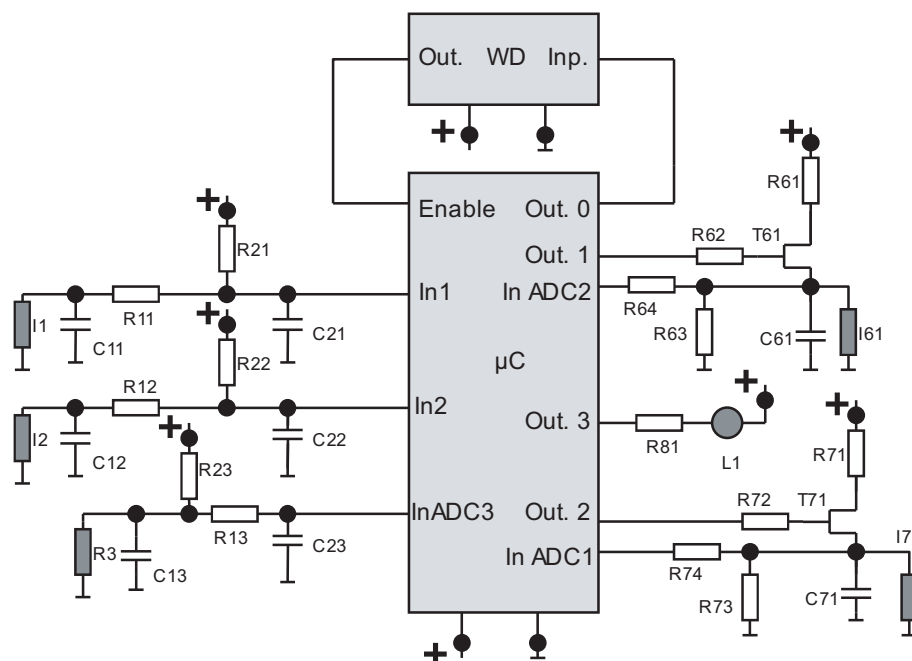 Out. WD Inp.
+
+
R61
+
Enable Out. 0
R62 T61
R21
Out. 1
In1 In ADC2
R11
I1
C11
C21
+
R64
R63
C61
I61
R22
µC
+
R12
In2
Out. 3
+
I2
C12
C22
+
R81
L1
R71
R23
R72 T71
InADC3 Out. 2
R13
I7
R3
C13
C23
In ADC1
R74
R73
C71
+